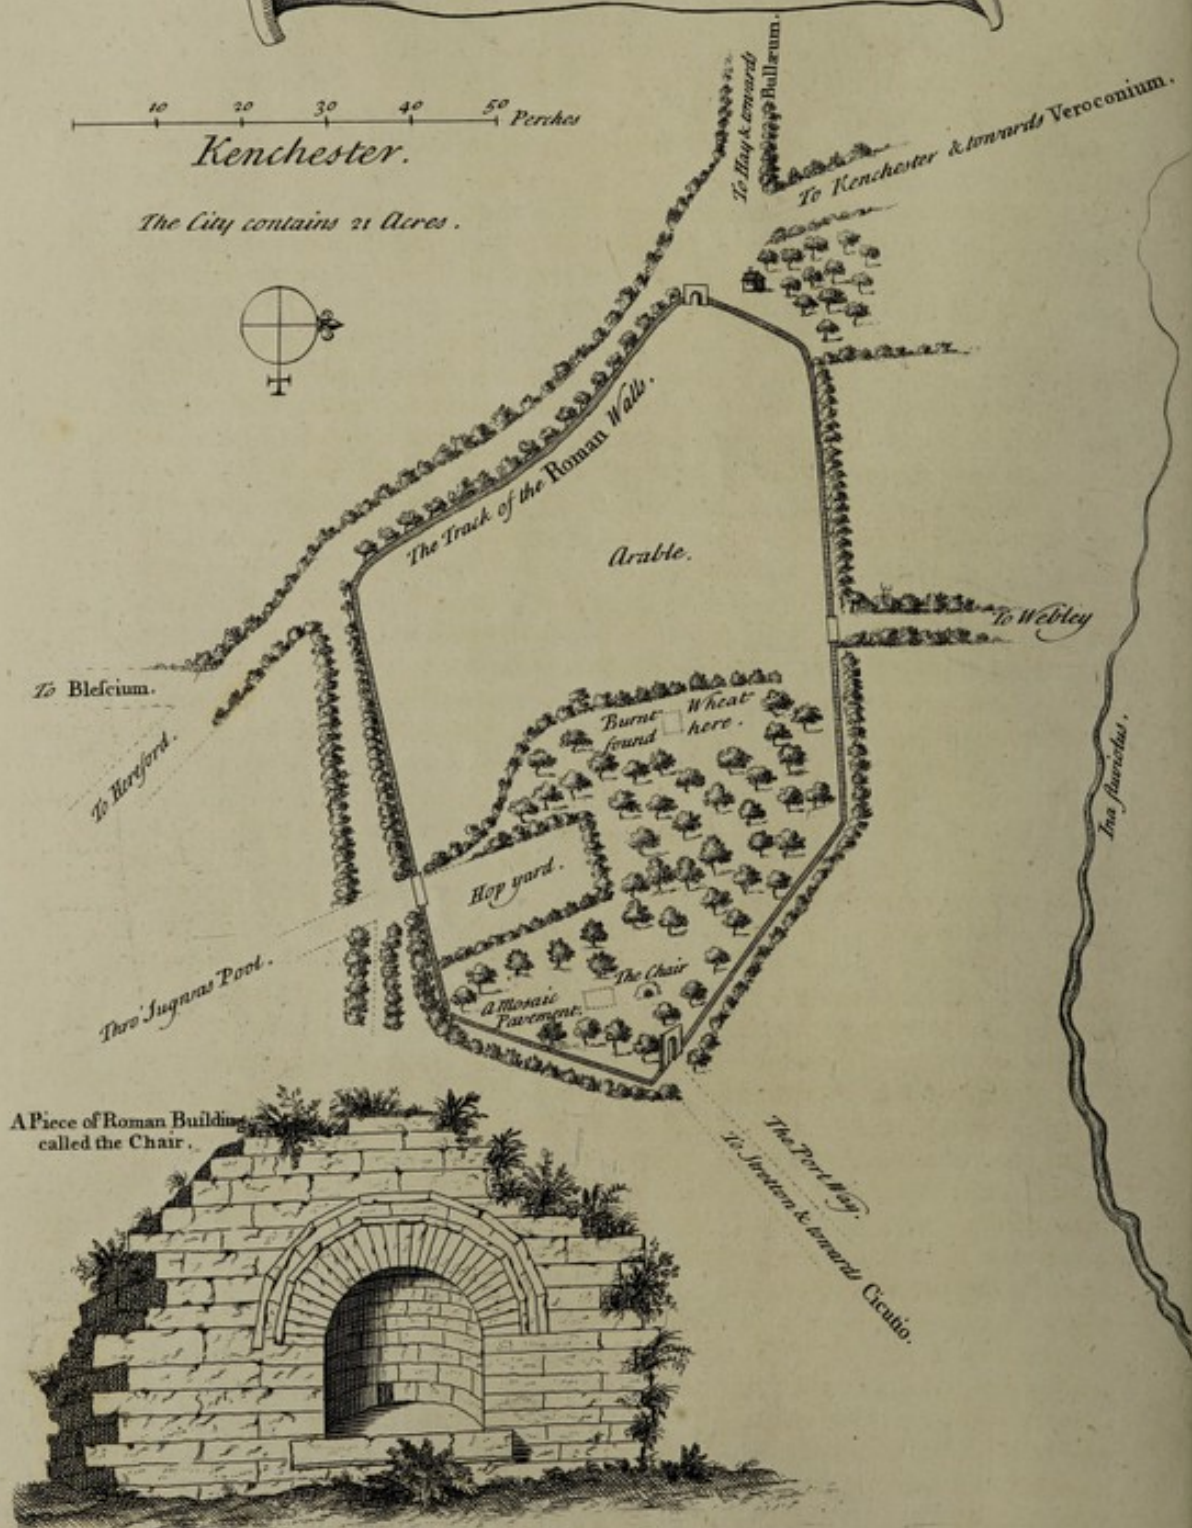 10 20 30 40 50 Perches
Kenchester.
The City contains 21 Acres.
To Hay & towards
Bullæum.
To Kenchester & towards Veroconium.
The Track of the Roman Walls.
Arable.
To Webley
To Bleſcium.
To Hereford.
Burnt Wheat
found here.
Ina fluviolus.
Hop yard.
Thro' Sugwas Pool.
The Chair
A Mosaic
Pavement.
A Piece of Roman Building
called the Chair.
The Port Way.
To Stretton & towards Cicutio.